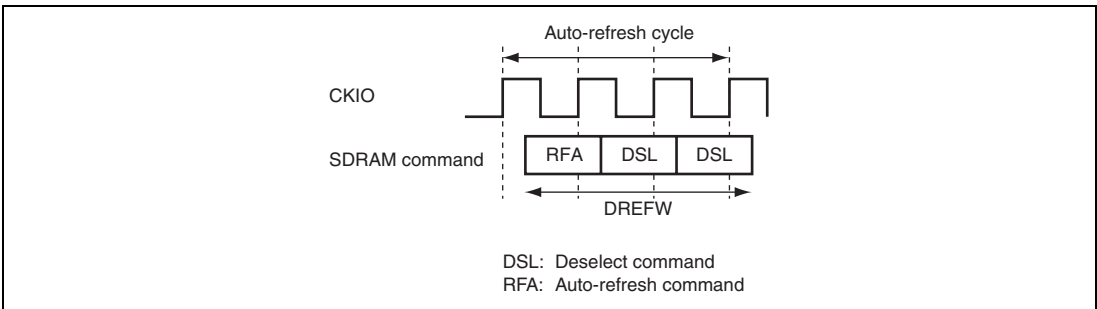 Auto-refresh cycle
CKIO
SDRAM command
RFA DSL DSL
DREFW
DSL: Deselect command
RFA: Auto-refresh command